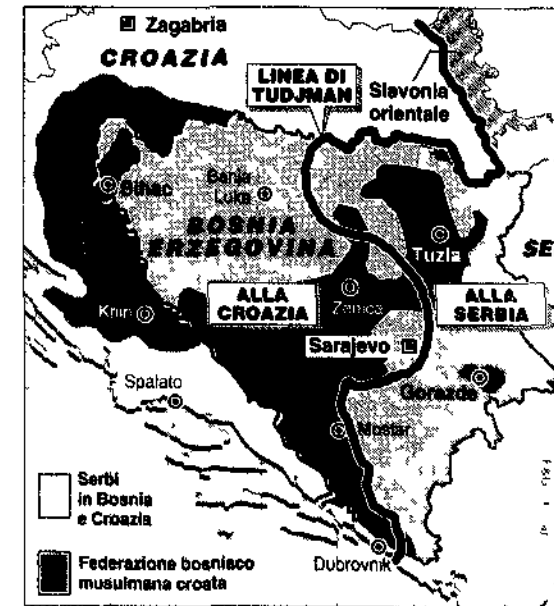 Zagabria
CROAZIA
LINEA DI
TUDJMAN
Slavonia
orientale
Bihac
Banja
Luka
BOSNIA
ERZEGOVINA
Tuzla
SE
ALLA
CROAZIA
Zenica
ALLA
SERBIA
Knin
Sarajevo
Spalato
Gorazde
Mostar
Serbi
in Bosnia
e Croazia
Dubrovnik
Federazione bosniaco
musulmana croata